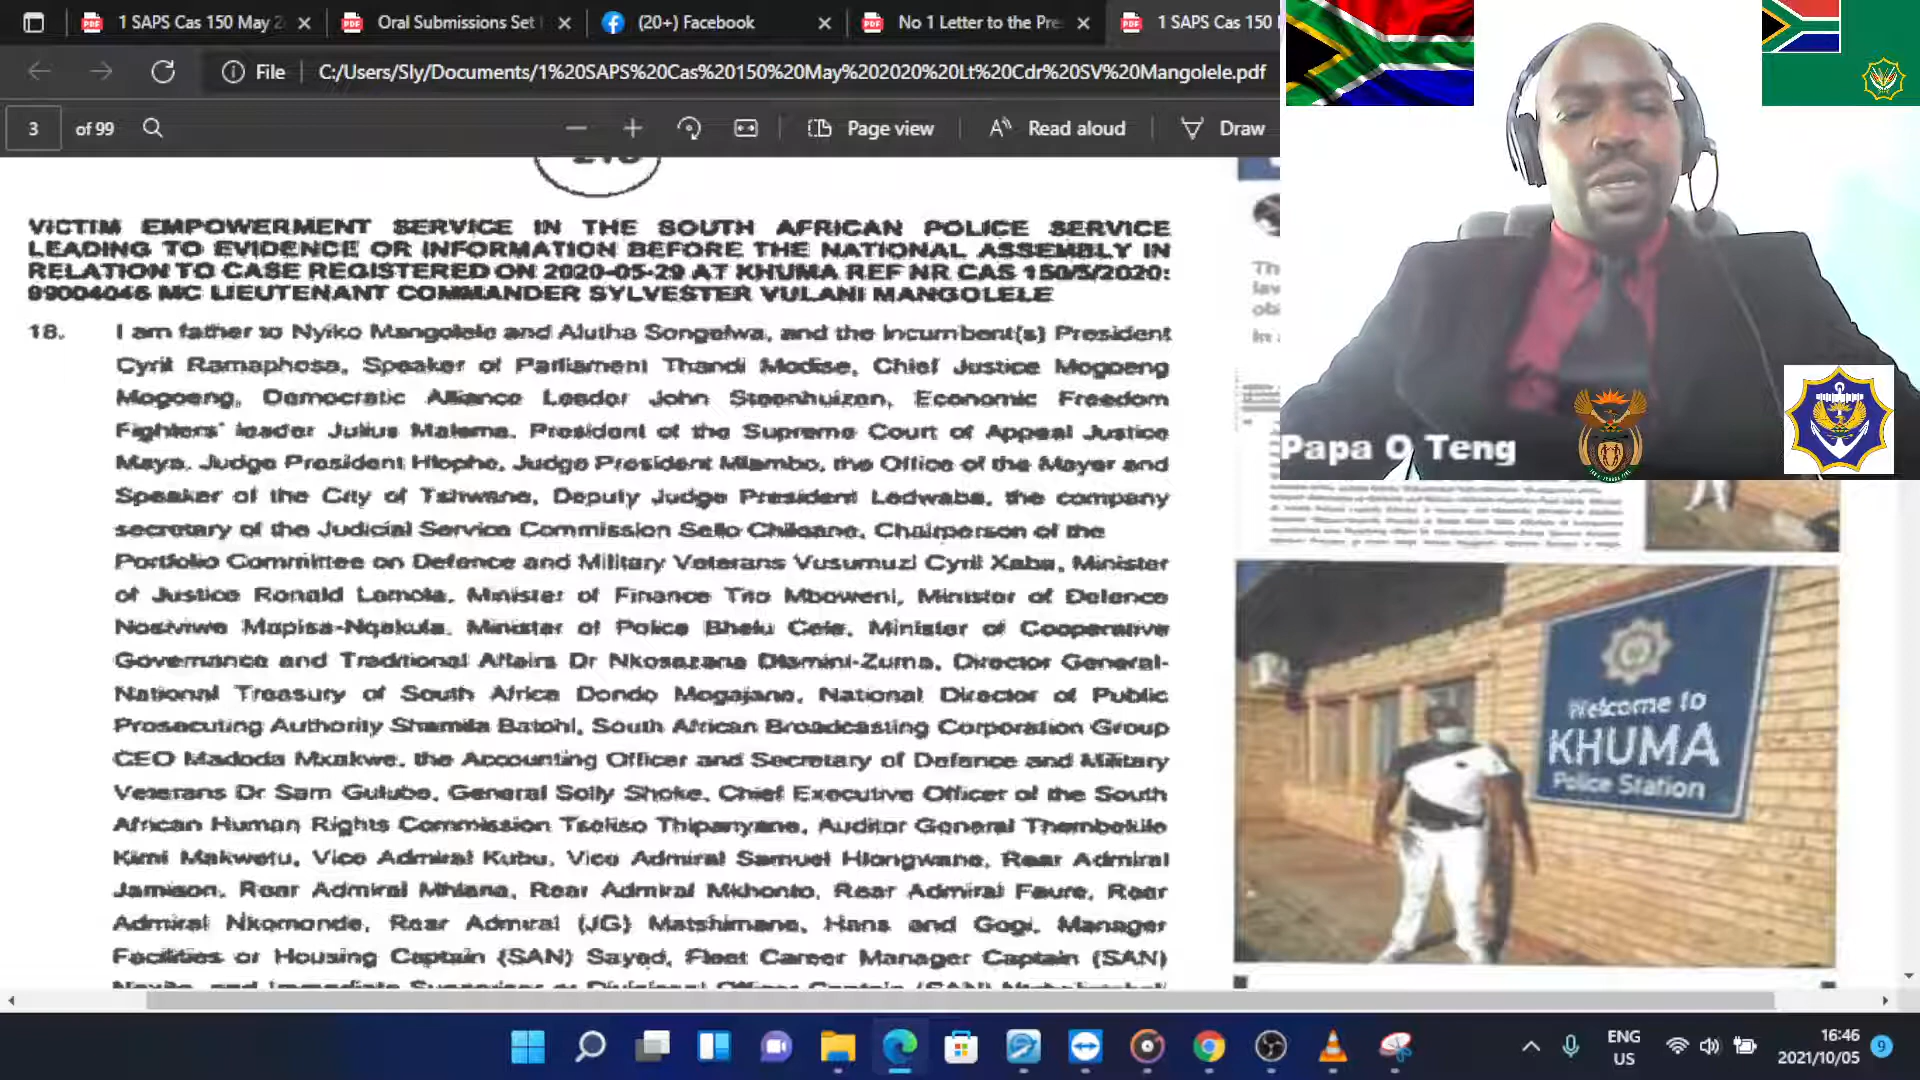 1 SAPS Cas 150 May 2
Oral Submissions Set
(20+) Facebook
No 1 Letter to the Pre
1 SAPS Cas 150
File
C:/Users/Sly/Documents/1%20SAPS%20Cas%20150%20May%202020%20Lt%20Cdr%20SV%20Mangolele.pdf
3 of 99
Page view
Read aloud
Draw
VICTIM EMPOWERMENT SERVICE IN THE SOUTH AFRICAN POLICE SERVICE
LEADING TO EVIDENCE OR INFORMATION BEFORE THE NATIONAL ASSEMBLY IN
RELATION TO CASE REGISTERED ON 2020-05-29 AT KHUMA REF NR CAS 150/5/2020:
99004046 MC LIEUTENANT COMMANDER SYLVESTER VULANI MANGOLELE
18. I am father to Nyiko Mangolele and Alutha Songelwa, and the incumbent(s) President
Cyril Ramaphosa, Speaker of Parliament Thandi Modise, Chief Justice Mogoeng
Mogoeng, Democratic Alliance Leader John Steenhuizen, Economic Freedom
Fighters' leader Julius Malema, President of the Supreme Court of Appeal Justice
Maya, Judge President Hlophe, Judge President Mlambo, the Office of the Mayor and
Speaker of the City of Tshwane, Deputy Judge President Ledwaba, the company
secretary of the Judicial Service Commission Sello Chiloane, Chairperson of the
Portfolio Committee on Defence and Military Veterans Vusumuzi Cyril Xaba, Minister
of Justice Ronald Lamola, Minister of Finance Tito Mboweni, Minister of Defence
Nosiviwe Mapisa-Nqakula, Minister of Police Bheki Cele, Minister of Cooperative
Governance and Traditional Affairs Dr Nkosazana Dlamini-Zuma, Director General-
National Treasury of South Africa Dondo Mogajane, National Director of Public
Prosecuting Authority Shamila Batohi, South African Broadcasting Corporation Group
CEO Madoda Mxakwe, the Accounting Officer and Secretary of Defence and Military
Veterans Dr Sam Gulube, General Solly Shoke, Chief Executive Officer of the South
African Human Rights Commission Tseliso Thipanyane, Auditor General Thembekile
Kimi Makwetu, Vice Admiral Kubu, Vice Admiral Samuel Hlongwane, Rear Admiral
Jamison, Rear Admiral Mhlana, Rear Admiral Mkhonto, Rear Admiral Faure, Rear
Admiral Nkomonde, Rear Admiral (JG) Matshimane, Hans and Gogi, Manager
Facilities or Housing Captain (SAN) Sayed, Fleet Career Manager Captain (SAN)
Papa O Teng
Welcome to
KHUMA
Police Station
ENG
US
16:46
2021/10/05
9